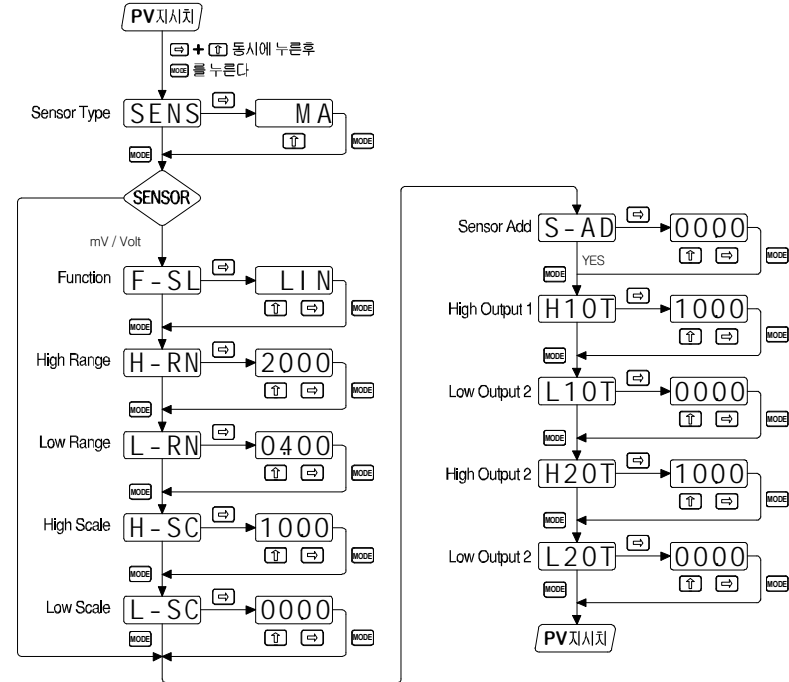 PV지시치
⇨ + ⇧ 동시에 누른후
MODE 를 누른다
Sensor Type SENS ⇨ MA
⇧ MODE
MODE
SENSOR
mV / Volt
Function F-SL ⇨ LIN
⇧ ⇨ MODE
MODE
High Range H-RN ⇨ 2000
⇧ ⇨ MODE
MODE
Low Range L-RN ⇨ 0400
⇧ ⇨ MODE
MODE
High Scale H-SC ⇨ 1000
⇧ ⇨ MODE
MODE
Low Scale L-SC ⇨ 0000
⇧ ⇨ MODE
MODE
Sensor Add S-AD ⇨ 0000
YES ⇧ ⇨ MODE
MODE
High Output 1 H10T ⇨ 1000
⇧ ⇨ MODE
MODE
Low Output 2 L10T ⇨ 0000
⇧ ⇨ MODE
MODE
High Output 2 H20T ⇨ 1000
⇧ ⇨ MODE
MODE
Low Output 2 L20T ⇨ 0000
⇧ ⇨ MODE
MODE
PV지시치